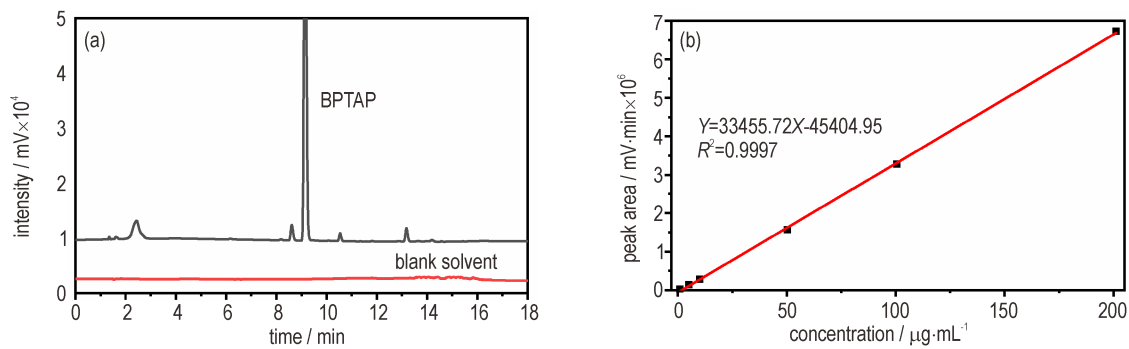 (a)
5
4
3
2
1
0
intensity / mV×10⁴
BPTAP
blank solvent
0 2 4 6 8 10 12 14 16 18
time / min
(b)
7
6
5
4
3
2
1
0
peak area / mV·min×10⁶
Y=33455.72X-45404.95
R²=0.9997
0 50 100 150 200
concentration / μg·mL⁻¹